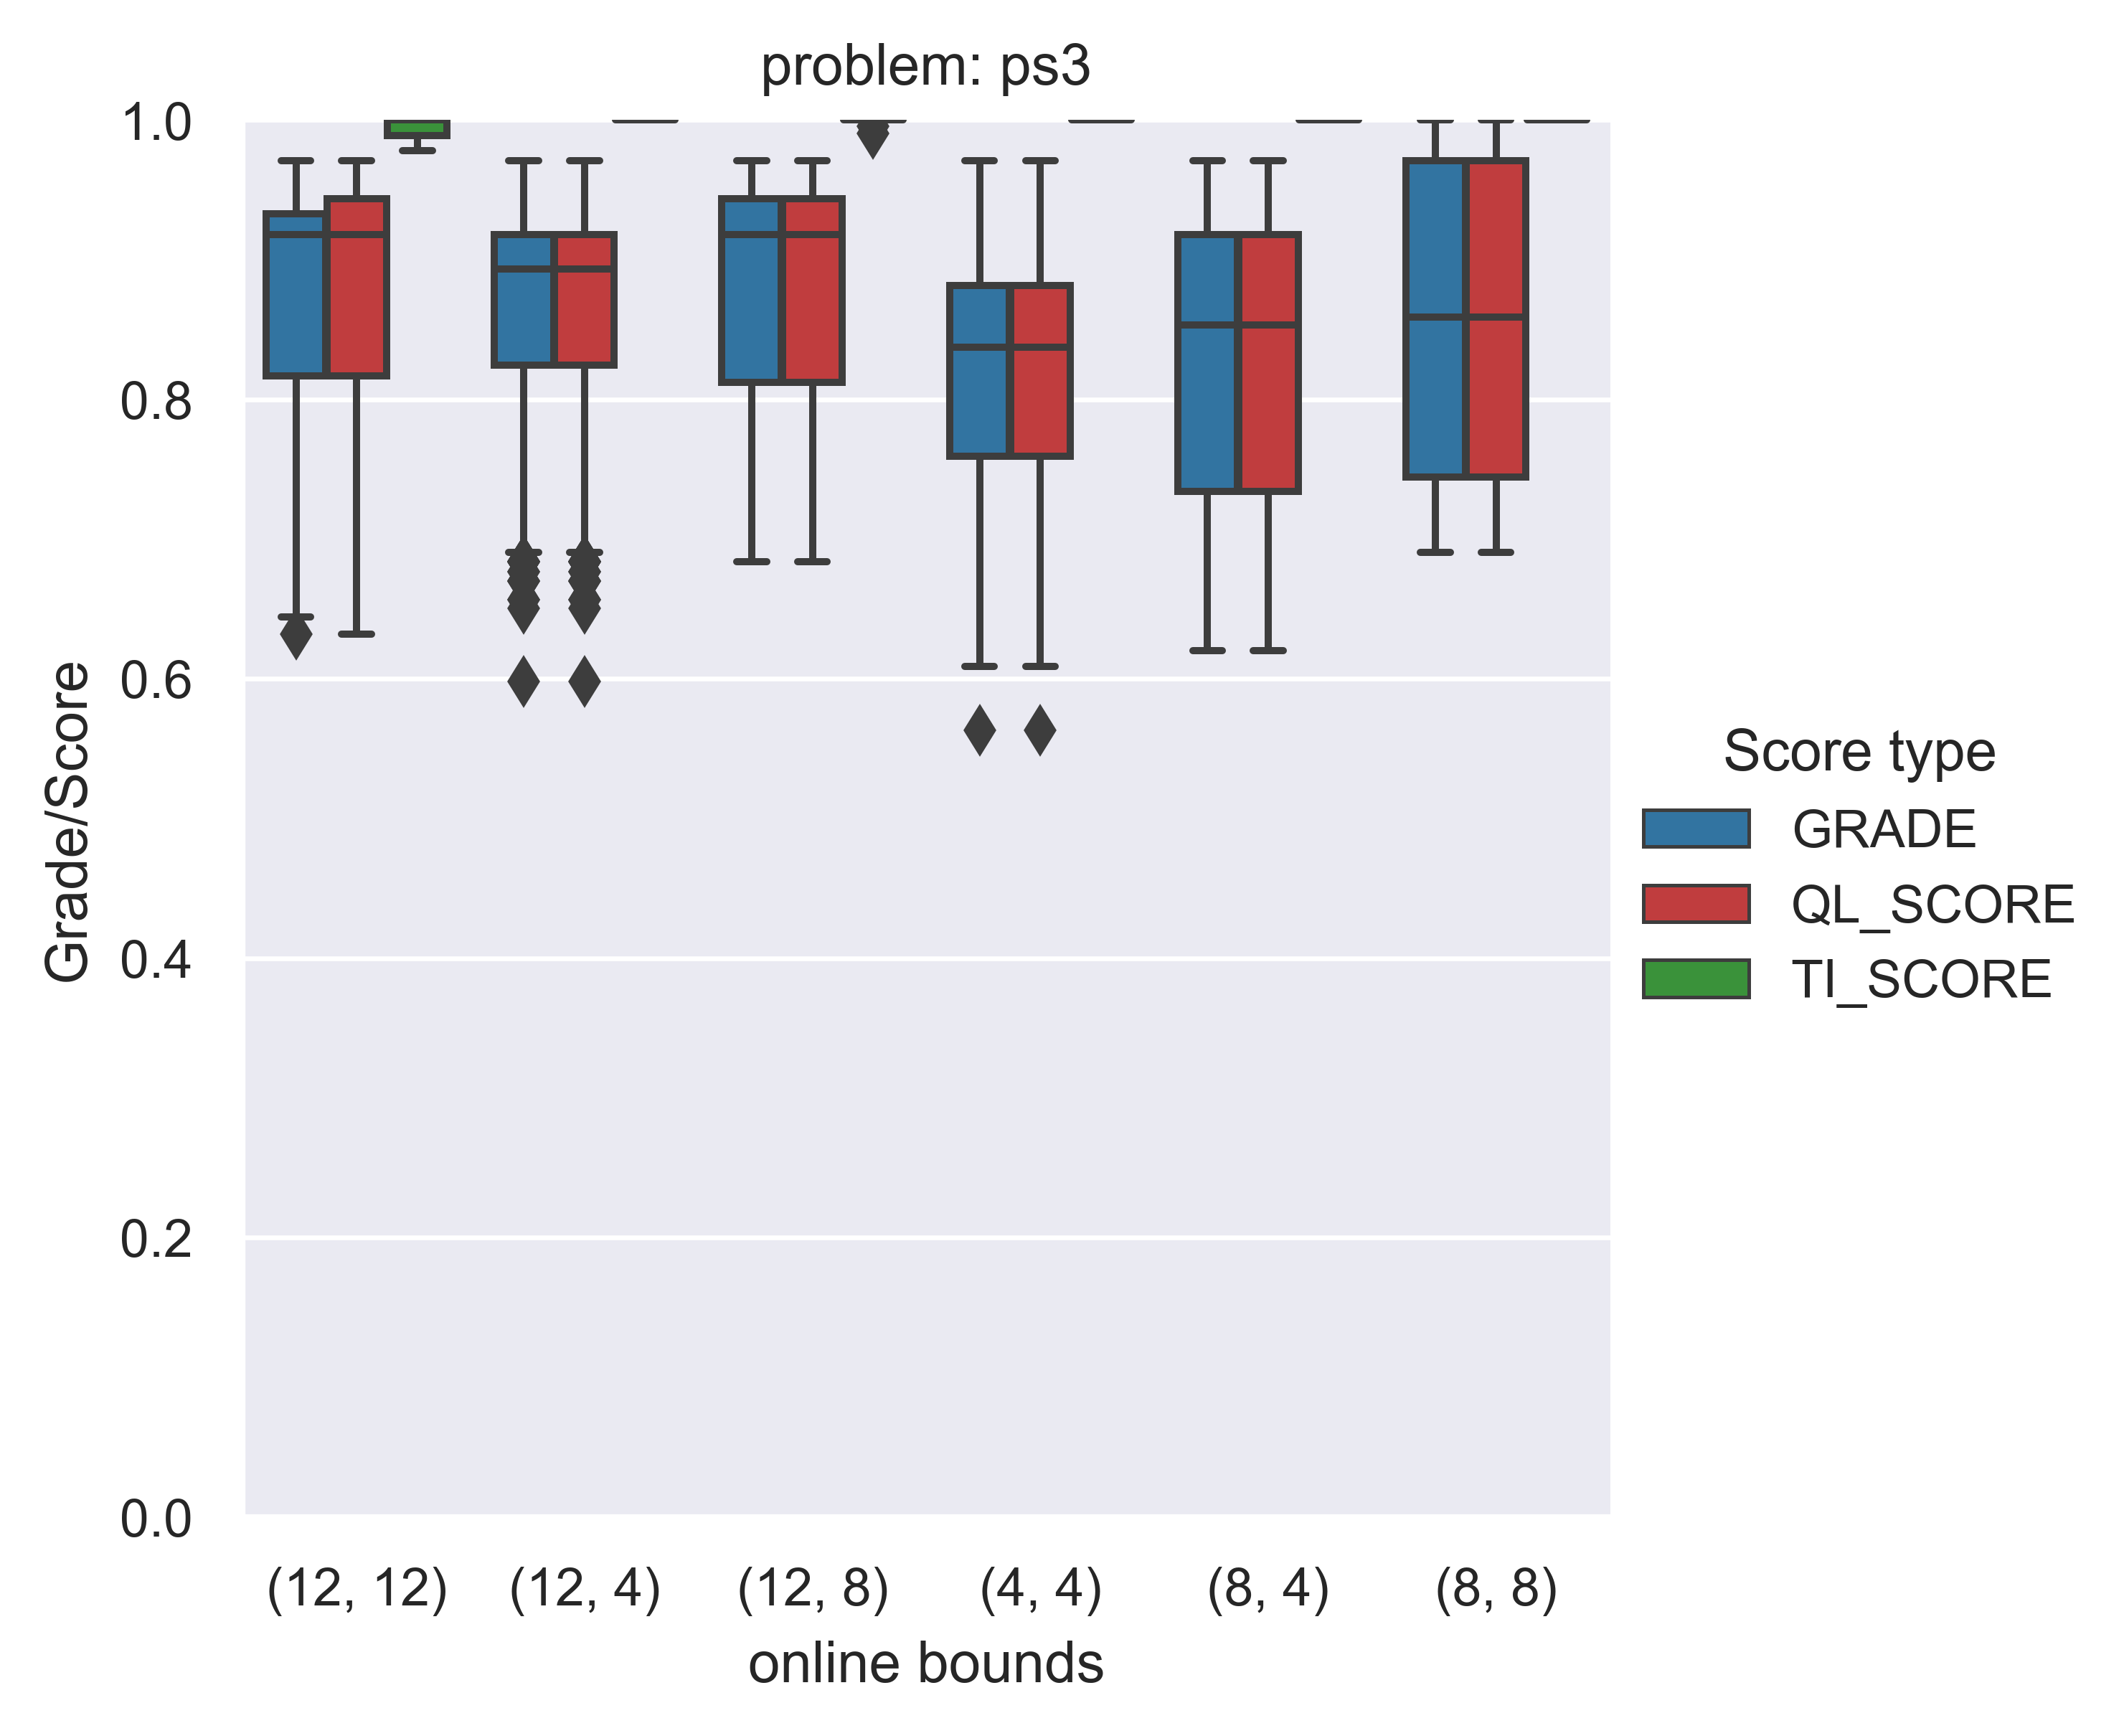 problem: ps3
1.0
0.8
0.6
0.4
0.2
0.0
Grade/Score
(12, 12) (12, 4) (12, 8) (4, 4) (8, 4) (8, 8)
online bounds
Score type
GRADE
QL_SCORE
TI_SCORE